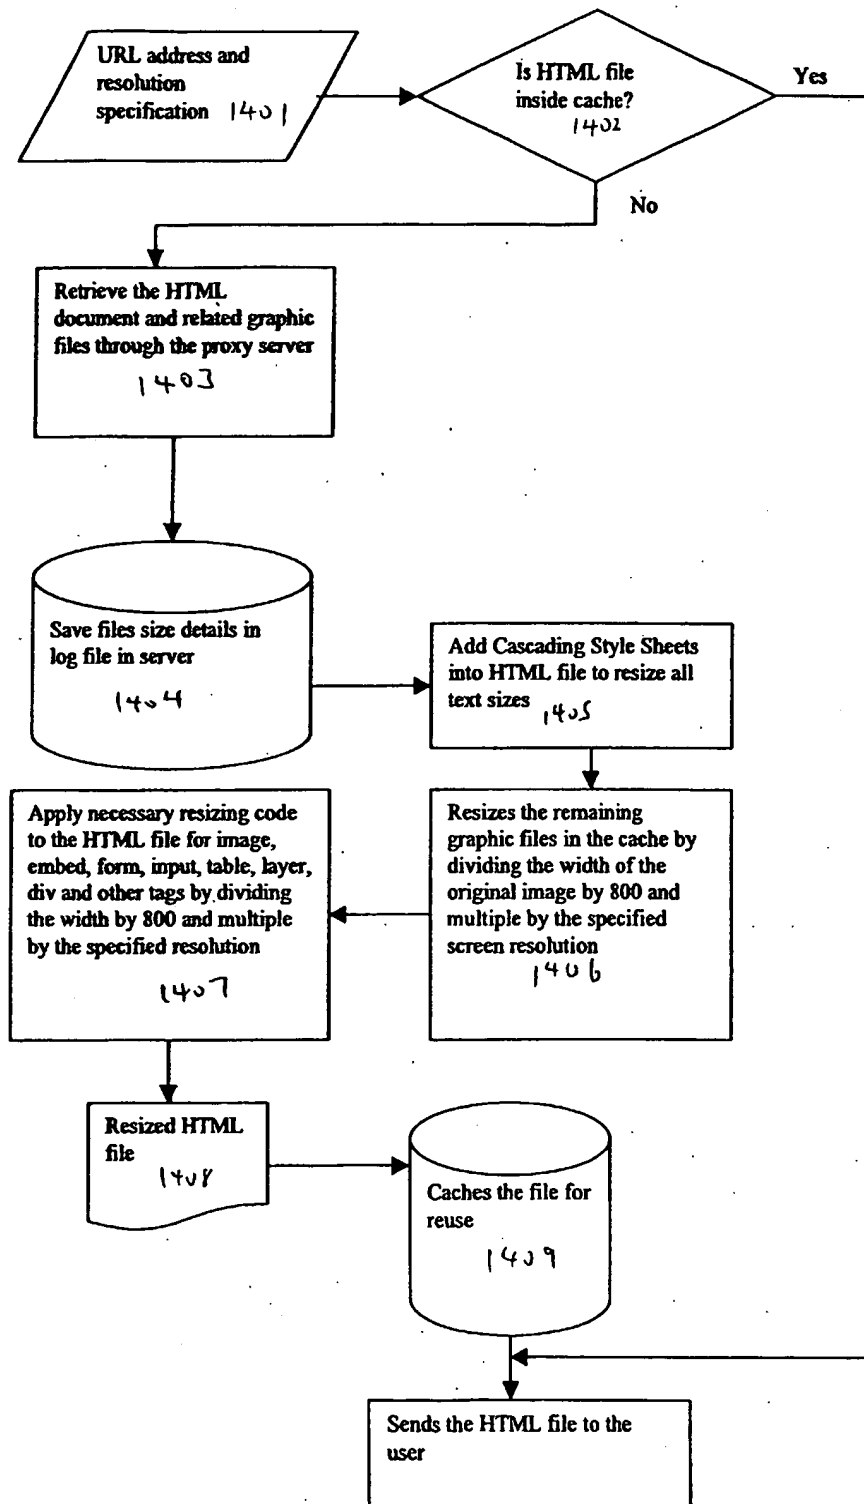 URL address and
resolution
specification 1401
Is HTML file
inside cache?
1402
Yes
No
Retrieve the HTML
document and related graphic
files through the proxy server
1403
Save files size details in
log file in server
1404
Add Cascading Style Sheets
into HTML file to resize all
text sizes 1405
Resizes the remaining
graphic files in the cache by
dividing the width of the
original image by 800 and
multiple by the specified
screen resolution
1406
Apply necessary resizing code
to the HTML file for image,
embed, form, input, table, layer,
div and other tags by dividing
the width by 800 and multiple
by the specified resolution
1407
Resized HTML
file
1408
Caches the file for
reuse
1409
Sends the HTML file to the
user